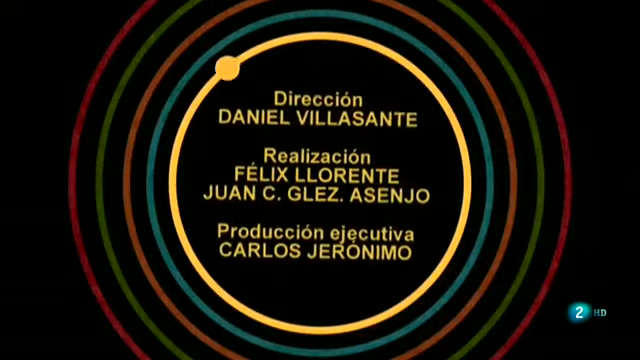 Dirección
DANIEL VILLASANTE
Realización
FÉLIX LLORENTE
JUAN C. GLEZ. ASENJO
Producción ejecutiva
CARLOS JERÓNIMO
2 HD